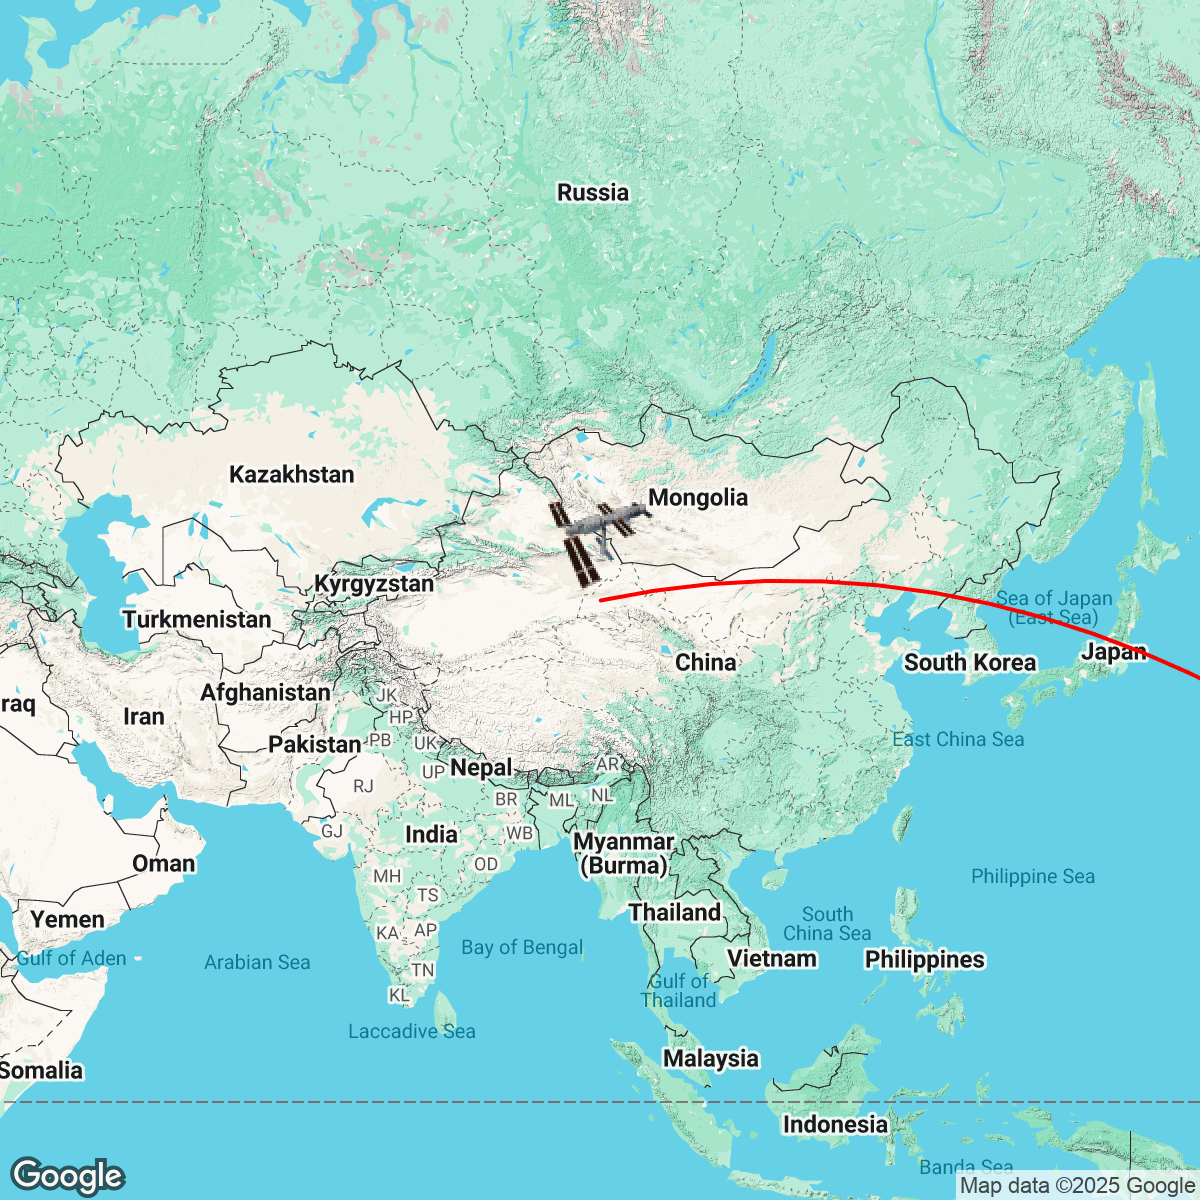 Russia
Kazakhstan
Mongolia
Kyrgyzstan
Turkmenistan
Sea of Japan
(East Sea)
Japan
China
South Korea
Afghanistan
JK
raq
Iran
HP
Pakistan
PB
UK
East China Sea
Nepal
UP
AR
RJ
BR
ML
NL
GJ
India
WB
Myanmar
(Burma)
Oman
OD
MH
Philippine Sea
TS
Thailand
Yemen
South
China Sea
KA
AP
Bay of Bengal
Gulf of Aden
Arabian Sea
Vietnam
Philippines
TN
Gulf of
Thailand
KL
Laccadive Sea
Malaysia
Somalia
Indonesia
Banda Sea
Google
Map data ©2025 Google